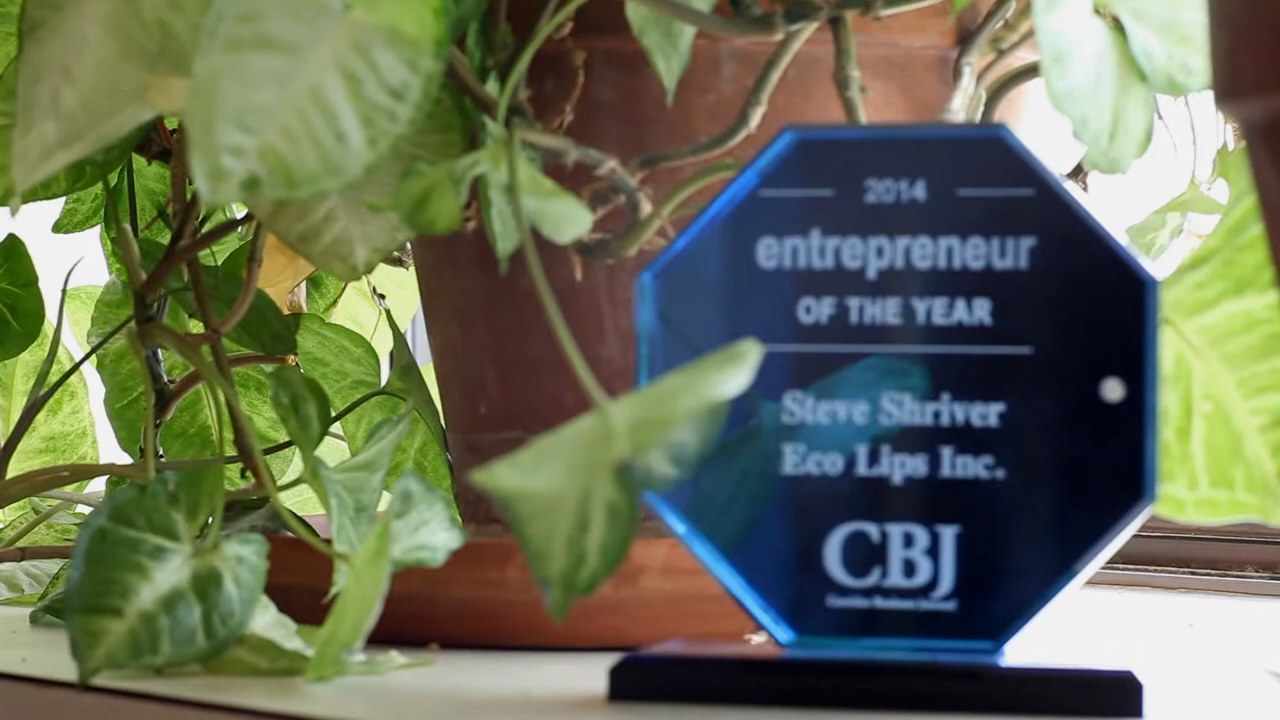 2014
entrepreneur
OF THE YEAR
Steve Shriver
Eco Lips Inc.
CBJ